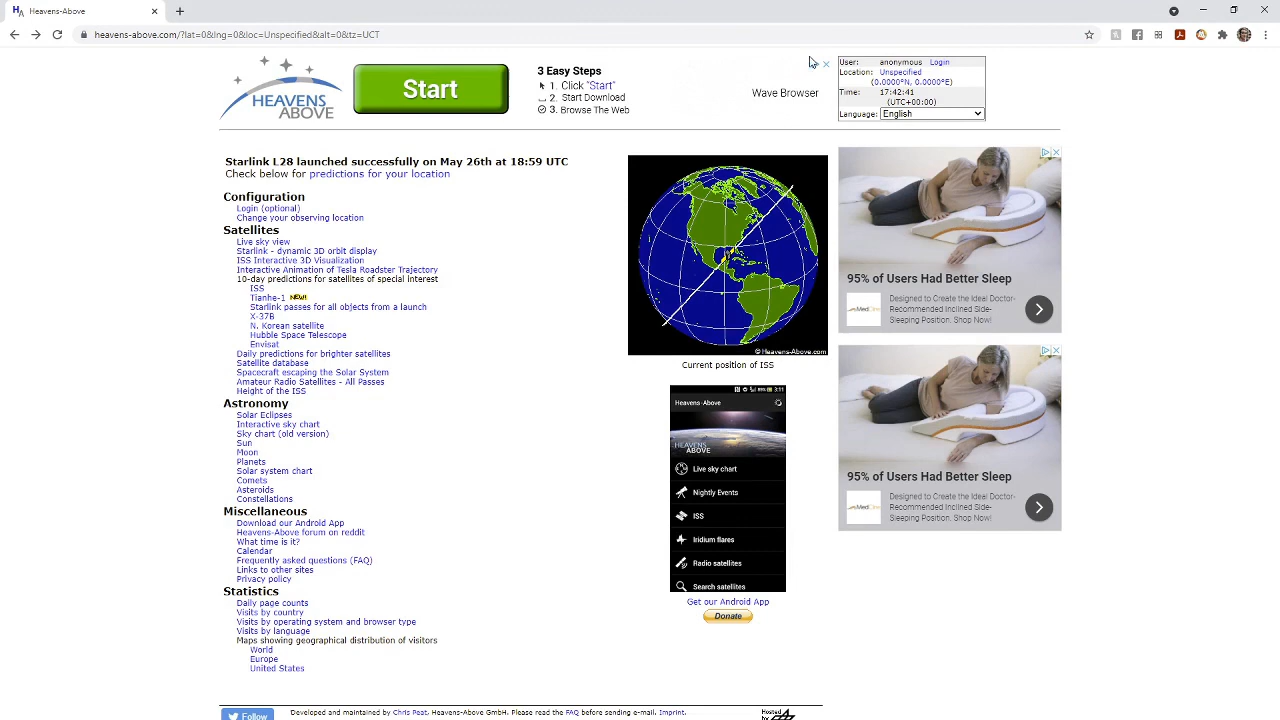 Heavens-Above
heavens-above.com/?lat=0&lng=0&loc=Unspecified&alt=0&tz=UCT
HEAVENS
ABOVE
Start
3 Easy Steps
1. Click "Start"
2. Start Download
3. Browse The Web
Wave Browser
User: anonymous Login
Location: Unspecified
(0.0000°N, 0.0000°E)
Time: 17:42:41
(UTC+00:00)
Language: English
Starlink L28 launched successfully on May 26th at 18:59 UTC
Check below for predictions for your location
Configuration
Login (optional)
Change your observing location
Satellites
Live sky view
Starlink - dynamic 3D orbit display
ISS Interactive 3D Visualization
Interactive Animation of Tesla Roadster Trajectory
10-day predictions for satellites of special interest
ISS
Tianhe-1 NEW!
Starlink passes for all objects from a launch
X-37B
N. Korean satellite
Hubble Space Telescope
Envisat
Daily predictions for brighter satellites
Satellite database
Spacecraft escaping the Solar System
Amateur Radio Satellites - All Passes
Height of the ISS
Astronomy
Solar Eclipses
Interactive sky chart
Sky chart (old version)
Sun
Moon
Planets
Solar system chart
Comets
Asteroids
Constellations
Miscellaneous
Download our Android App
Heavens-Above forum on reddit
What time is it?
Calendar
Frequently asked questions (FAQ)
Links to other sites
Privacy policy
Statistics
Daily page counts
Visits by country
Visits by operating system and browser type
Visits by language
Maps showing geographical distribution of visitors
World
Europe
United States
© Heavens-Above.com
Current position of ISS
3:11
Heavens-Above
HEAVENS
ABOVE
Live sky chart
Nightly Events
ISS
Iridium flares
Radio satellites
Search satellites
Get our Android App
Donate
95% of Users Had Better Sleep
MedCline
Designed to Create the Ideal Doctor-
Recommended Inclined Side-
Sleeping Position. Shop Now!
95% of Users Had Better Sleep
MedCline
Designed to Create the Ideal Doctor-
Recommended Inclined Side-
Sleeping Position. Shop Now!
Follow
Developed and maintained by Chris Peat, Heavens-Above GmbH. Please read the FAQ before sending e-mail. Imprint.
Hosted
by